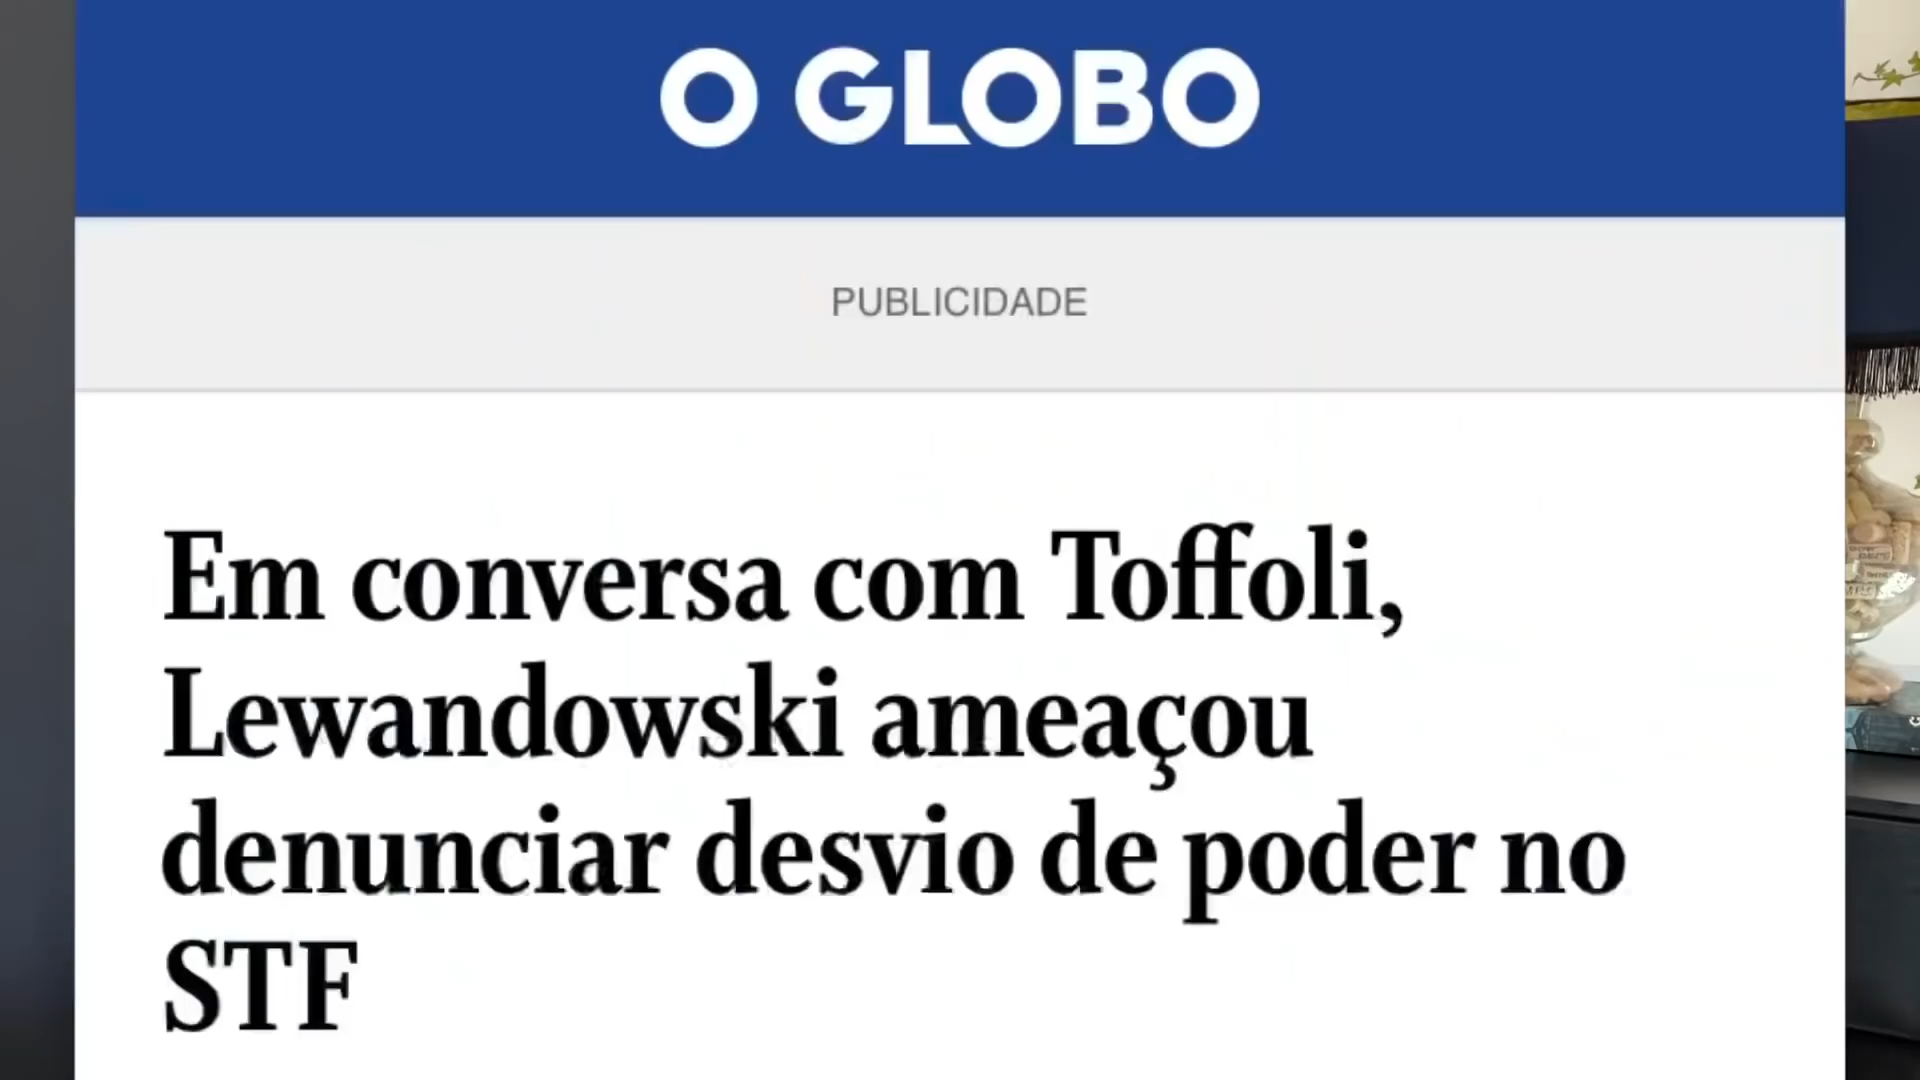 O GLOBO
PUBLICIDADE
Em conversa com Toffoli,
Lewandowski ameaçou
denunciar desvio de poder no
STF